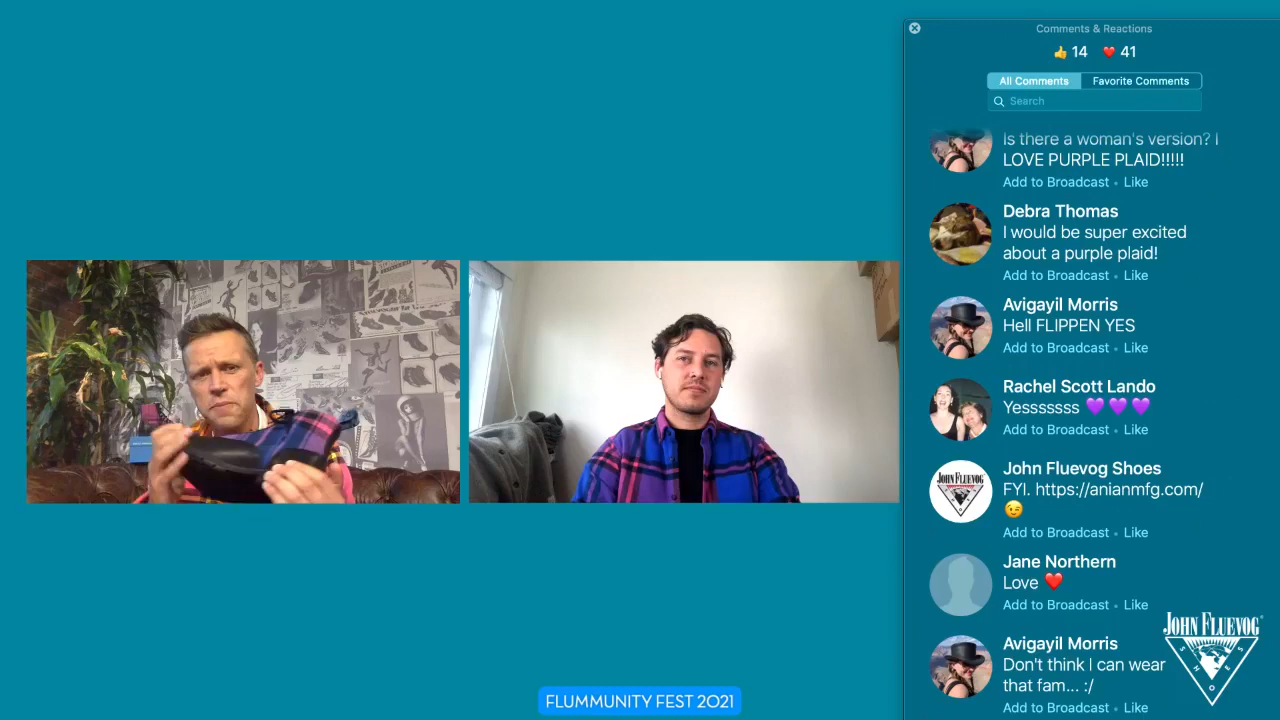 Comments & Reactions
👍 14 ❤️ 41
All Comments Favorite Comments
Search
Is there a woman's version? I
LOVE PURPLE PLAID!!!!!
Add to Broadcast • Like
Debra Thomas
I would be super excited
about a purple plaid!
Add to Broadcast • Like
Avigayil Morris
Hell FLIPPEN YES
Add to Broadcast • Like
Rachel Scott Lando
Yesssssss 💜💜💜
Add to Broadcast • Like
JOHN FLUEVOG
John Fluevog Shoes
FYI. https://anianmfg.com/
😉
Add to Broadcast • Like
Jane Northern
Love ❤️
Add to Broadcast • Like
Avigayil Morris
Don't think I can wear
that fam... :/
Add to Broadcast • Like
JOHN FLUEVOG
SHOES
FLUMMUNITY FEST 2021